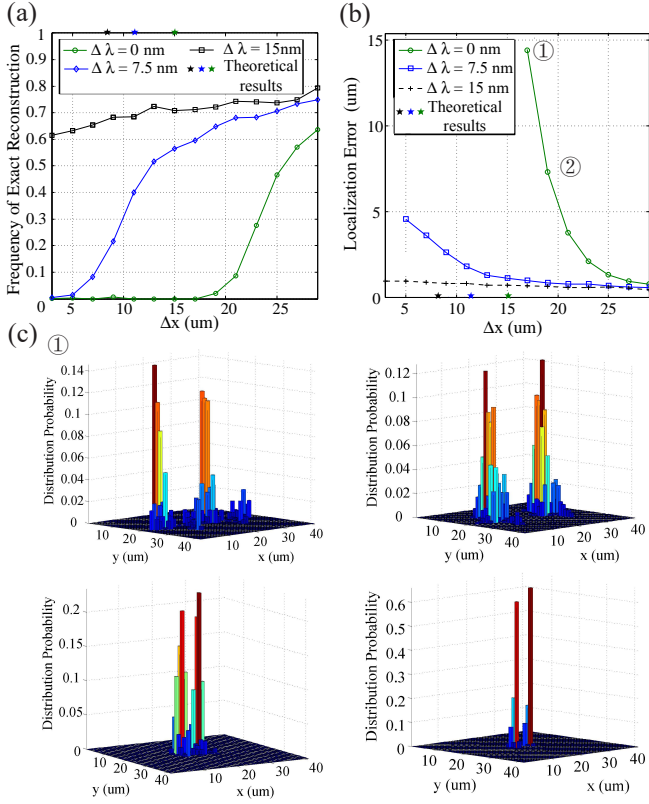 (a)
Frequency of Exact Reconstruction
1
0.9
0.8
0.7
0.6
0.5
0.4
0.3
0.2
0.1
0
Δ λ = 0 nm
Δ λ = 7.5 nm
Δ λ = 15nm
Theoretical
results
5 10 15 20 25
Δx (um)
(b)
Localization Error (um)
15
10
5
0
Δ λ = 0 nm
Δ λ = 7.5 nm
Δ λ = 15 nm
Theoretical
results
①
②
5 10 15 20 25
Δx (um)
(c)
①
Distribution Probability
0.14
0.12
0.1
0.08
0.06
0.04
0.02
0
10 20 30 40
y (um)
10 20 30 40
x (um)
Distribution Probability
0.12
0.1
0.08
0.06
0.04
0.02
0
10 20 30 40
y (um)
10 20 30 40
x (um)
Distribution Probability
0.2
0.15
0.1
0.05
0
10 20 30 40
y (um)
10 20 30 40
x (um)
Distribution Probability
0.6
0.5
0.4
0.3
0.2
0.1
0
10 20 30 40
y (um)
10 20 30 40
x (um)